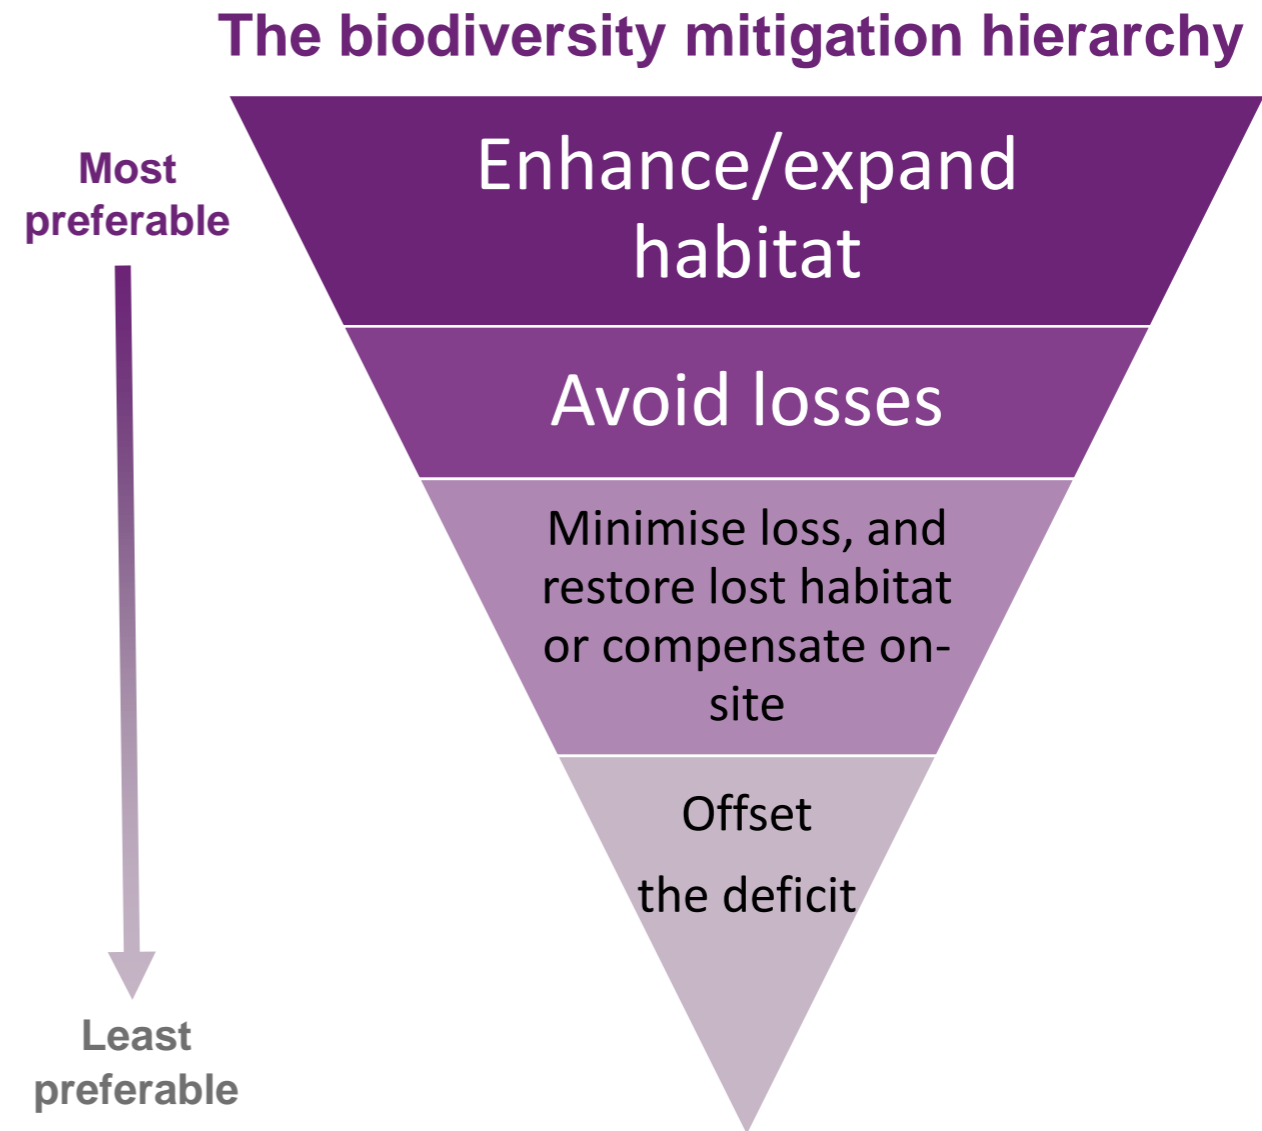 The biodiversity mitigation hierarchy
Most
preferable
Enhance/expand
habitat
Avoid losses
Minimise loss, and
restore lost habitat
or compensate on-
site
Offset
the deficit
Least
preferable